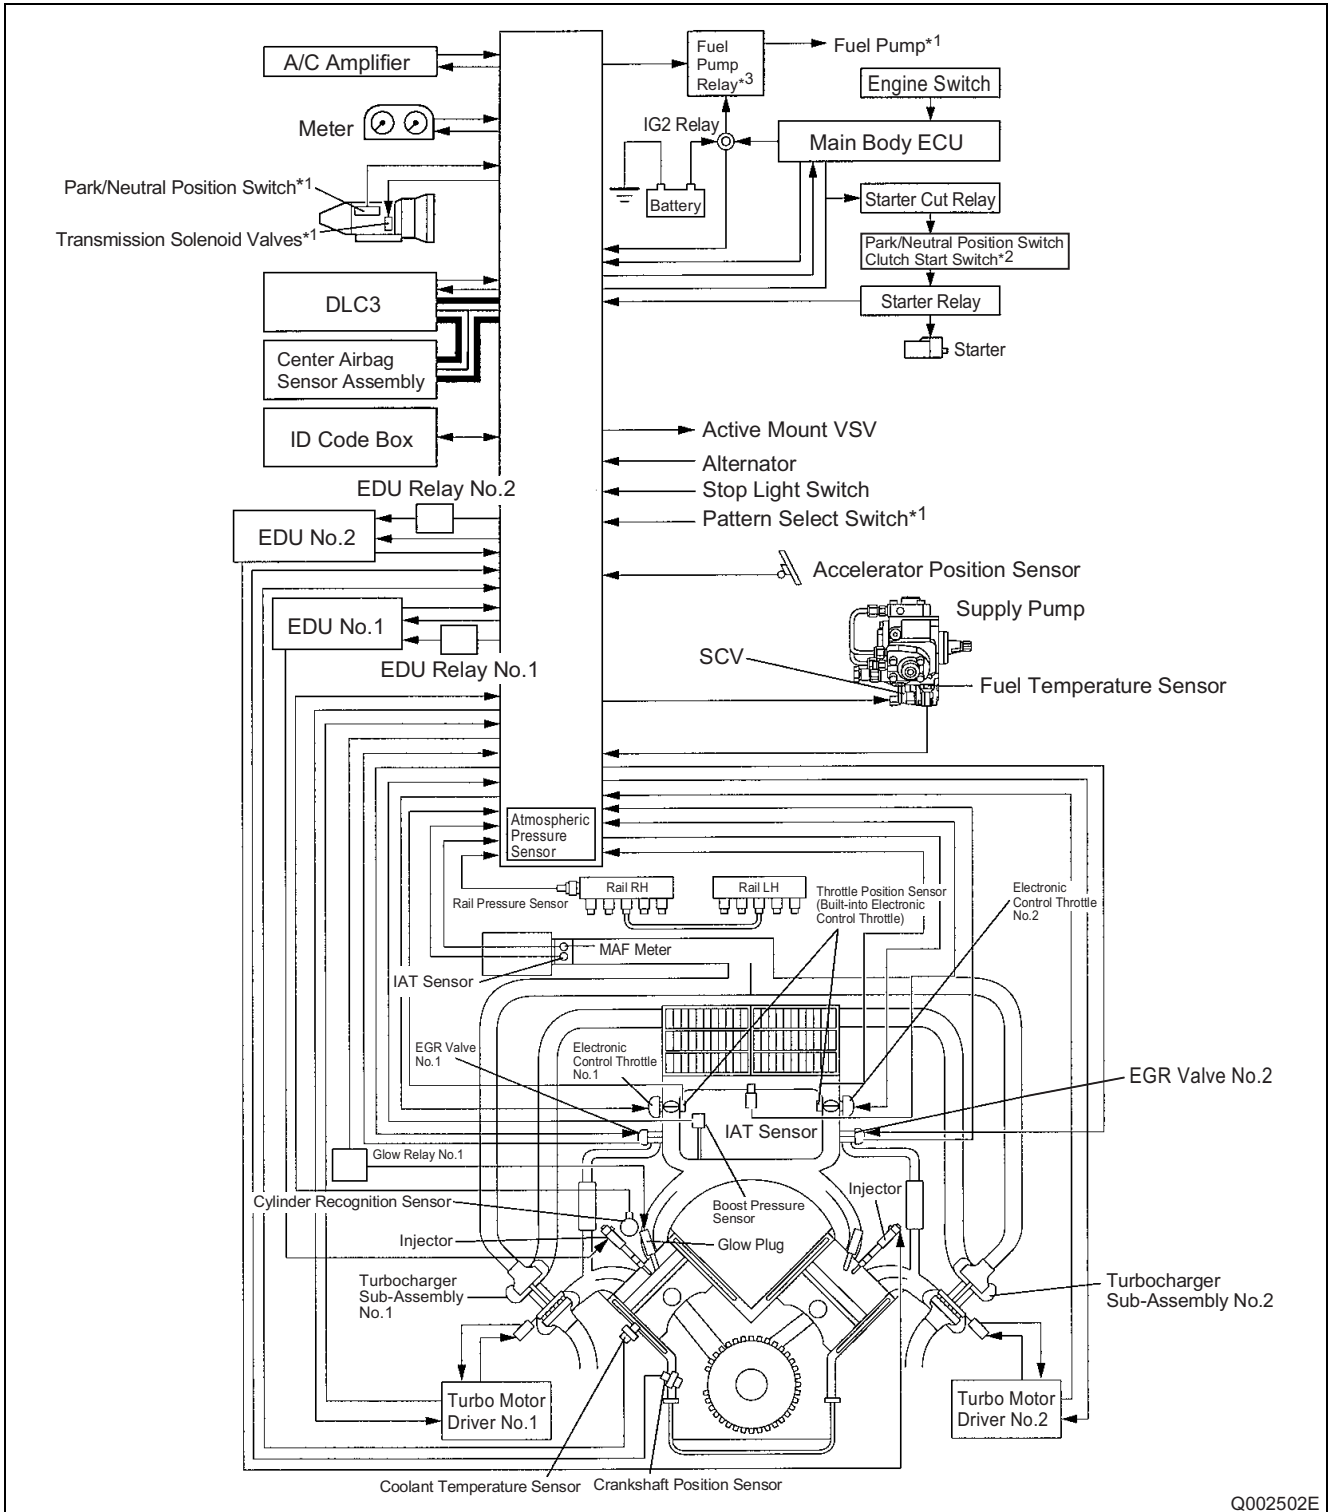 A/C Amplifier
Fuel
Pump
Relay*3
Fuel Pump*1
Engine Switch
Meter
IG2 Relay
Main Body ECU
Park/Neutral Position Switch*1
Battery
Starter Cut Relay
Transmission Solenoid Valves*1
Park/Neutral Position Switch
Clutch Start Switch*2
DLC3
Starter Relay
Center Airbag
Sensor Assembly
Starter
ID Code Box
Active Mount VSV
Alternator
EDU Relay No.2
Stop Light Switch
Pattern Select Switch*1
EDU No.2
Accelerator Position Sensor
Supply Pump
EDU No.1
EDU Relay No.1
SCV
Fuel Temperature Sensor
Atmospheric
Pressure
Sensor
Rail RH
Rail LH
Rail Pressure Sensor
Throttle Position Sensor
(Built-into Electronic
Control Throttle)
Electronic
Control Throttle
No.2
MAF Meter
IAT Sensor
EGR Valve
No.1
Electronic
Control Throttle
No.1
EGR Valve No.2
IAT Sensor
Glow Relay No.1
Cylinder Recognition Sensor
Boost Pressure
Sensor
Injector
Injector
Glow Plug
Turbocharger
Sub-Assembly
No.1
Turbocharger
Sub-Assembly No.2
Turbo Motor
Driver No.1
Turbo Motor
Driver No.2
Coolant Temperature Sensor
Crankshaft Position Sensor
Q002502E